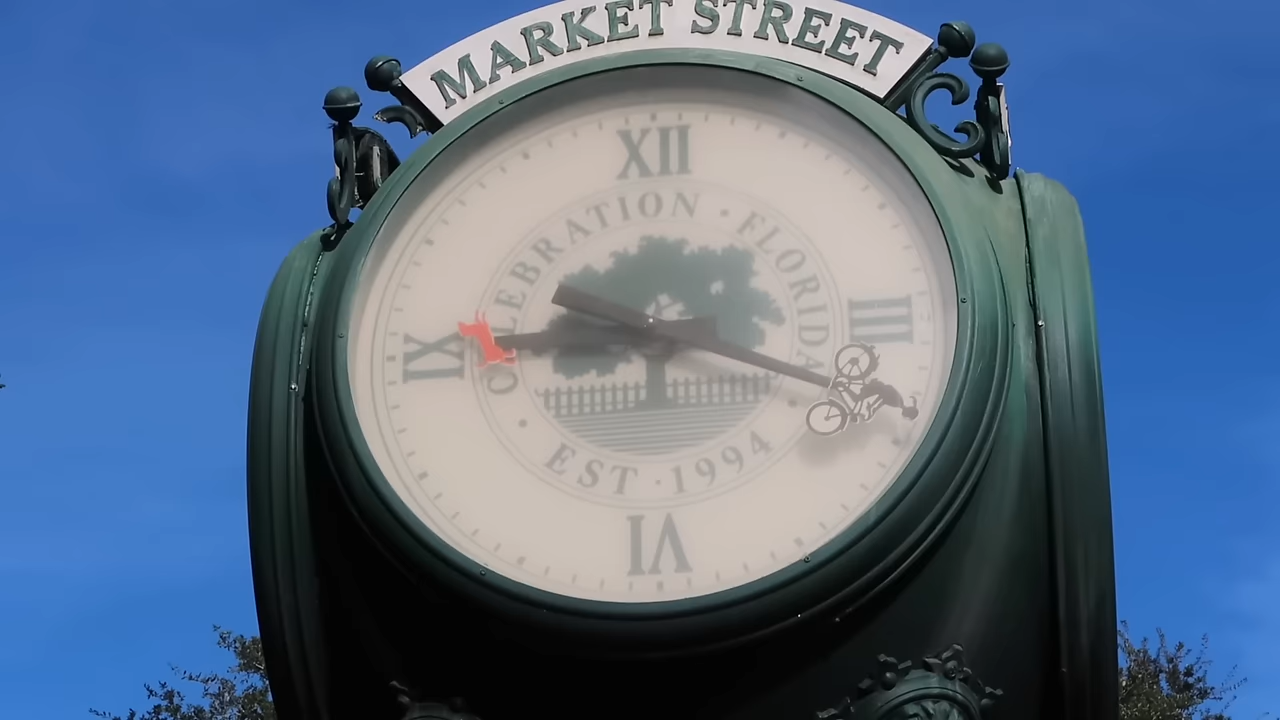 MARKET STREET
XII
CELEBRATION · FLORIDA
IX
III
· EST · 1994 ·
VI